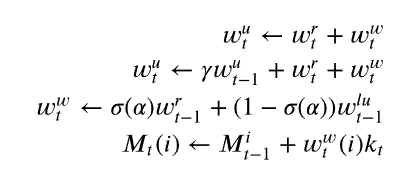 w_t^u ← w_t^r + w_t^w
w_t^u ← γw_{t-1}^u + w_t^r + w_t^w
w_t^w ← σ(α)w_{t-1}^r + (1 − σ(α))w_{t-1}^{lu}
M_t(i) ← M_{t-1}^i + w_t^w(i)k_t